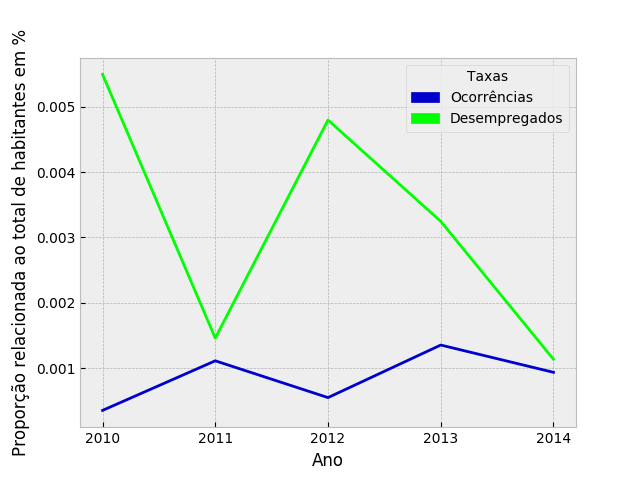 Proporção relacionada ao total de habitantes em %
Taxas
Ocorrências
Desempregados
0.005
0.004
0.003
0.002
0.001
2010 2011 2012 2013 2014
Ano